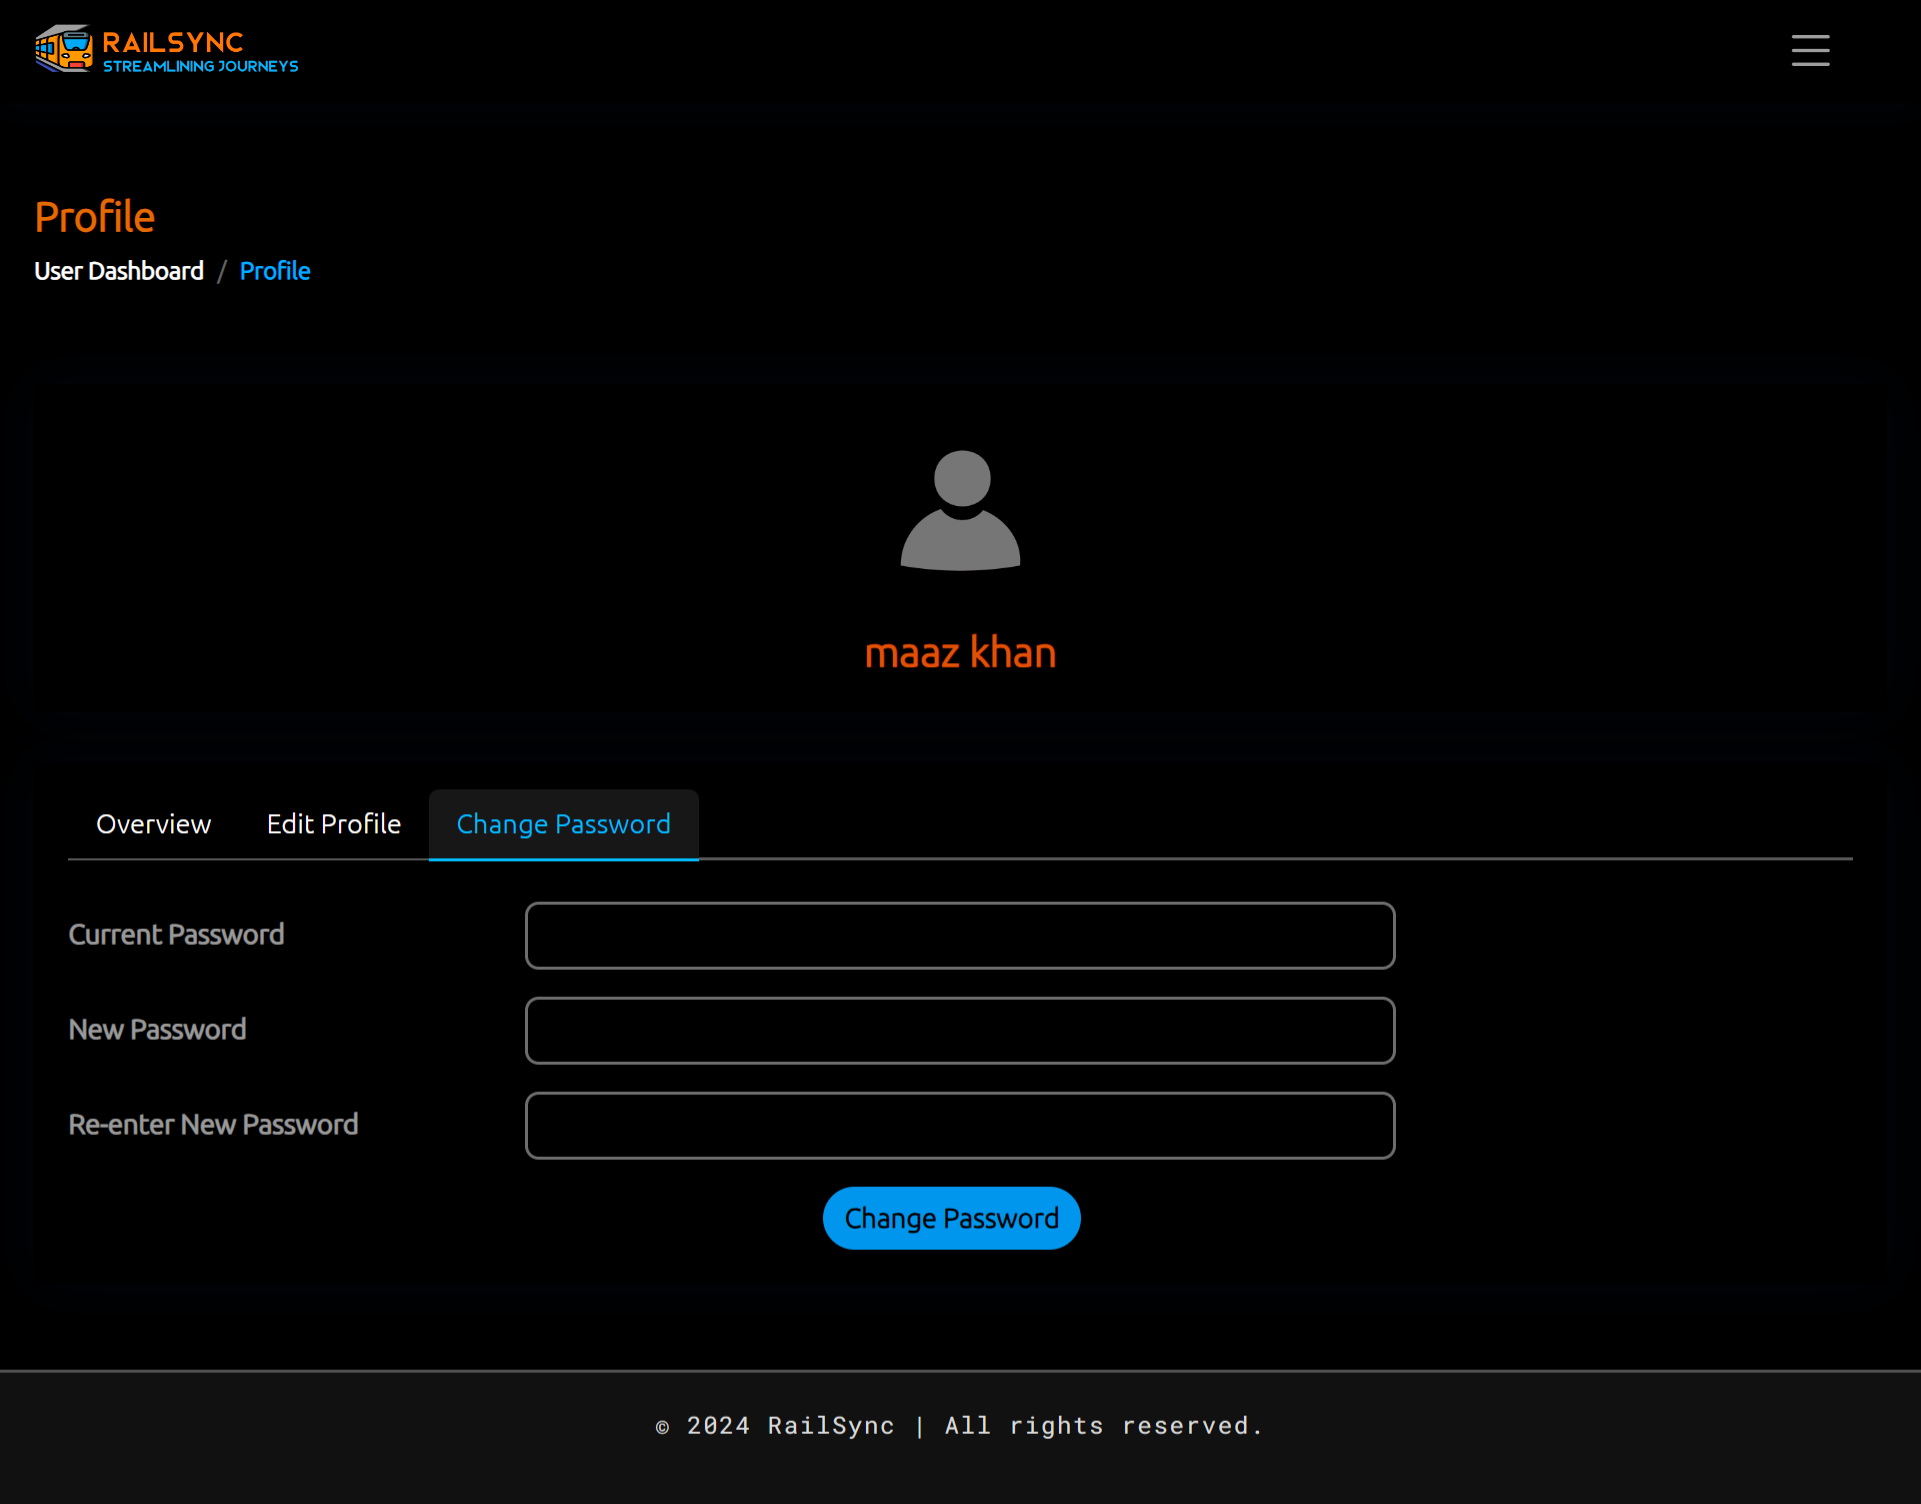 RAILSYNC
STREAMLINING JOURNEYS
Profile
User Dashboard / Profile
maaz khan
Overview Edit Profile Change Password
Current Password
New Password
Re-enter New Password
Change Password
© 2024 RailSync | All rights reserved.